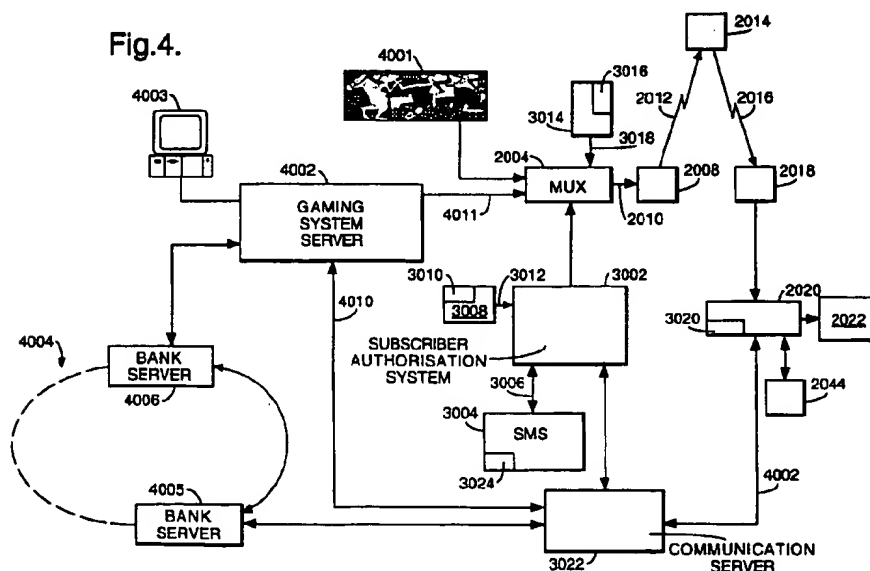 Fig.4.
4001
4003
4002
GAMING
SYSTEM
SERVER
4011
3016
3014
3018
2004
MUX
2010
2008
2012
2014
2016
2018
3010
3008
3012
3002
SUBSCRIBER
AUTHORISATION
SYSTEM
4010
2020
3020
2022
2044
4004
BANK
SERVER
4006
3006
3004
SMS
3024
4002
4005
BANK
SERVER
3022
COMMUNICATION
SERVER